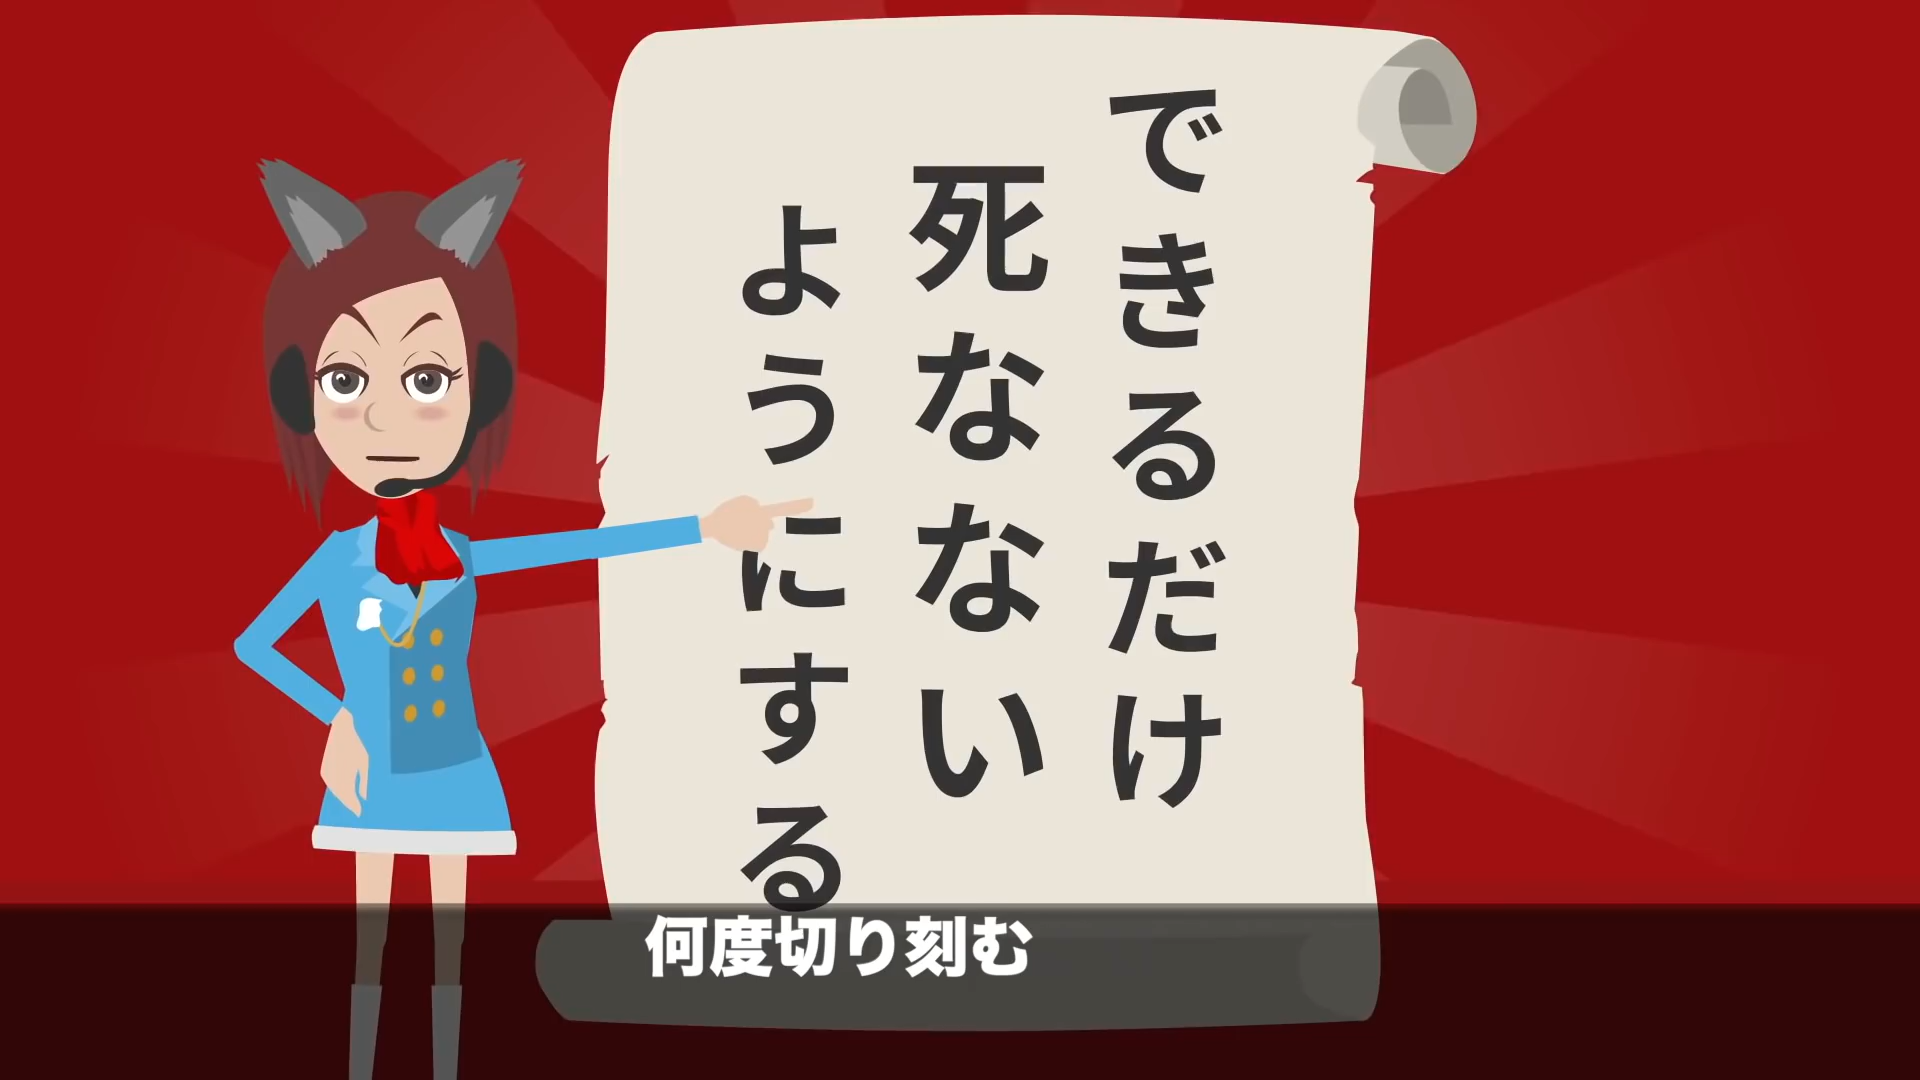 できるだけ
死なない
ようにする
何度切り刻む